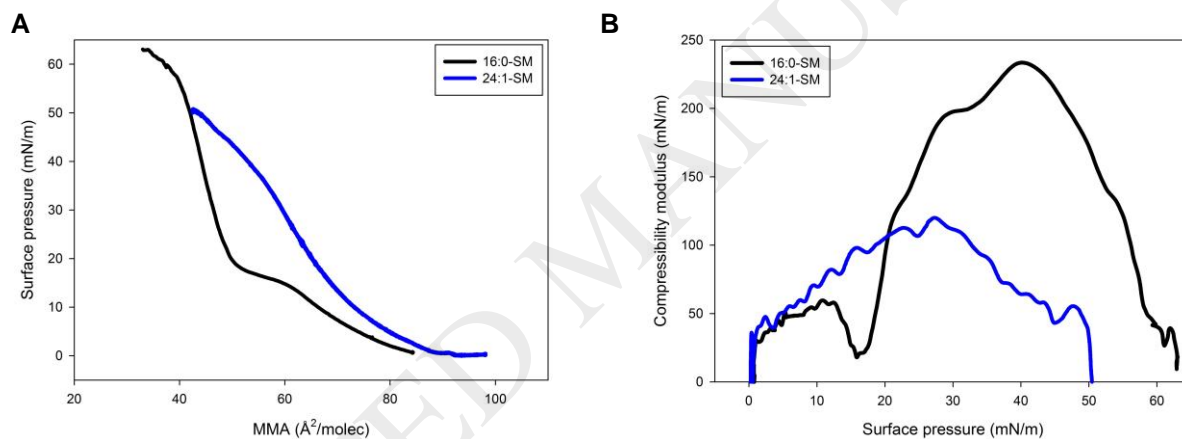 A
B
16:0-SM
24:1-SM
Surface pressure (mN/m)
60
50
40
30
20
10
0
20 40 60 80 100
MMA (Å²/molec)
16:0-SM
24:1-SM
Compressibility modulus (mN/m)
250
200
150
100
50
0
0 10 20 30 40 50 60
Surface pressure (mN/m)
ED MANU